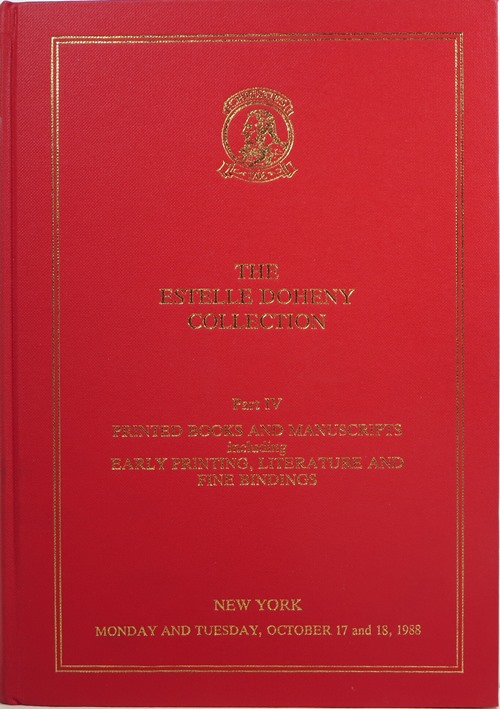 CHRISTIE'S
THE
ESTELLE DOHENY
COLLECTION
Part IV
PRINTED BOOKS AND MANUSCRIPTS
including
EARLY PRINTING, LITERATURE AND
FINE BINDINGS
NEW YORK
MONDAY AND TUESDAY, OCTOBER 17 and 18, 1988